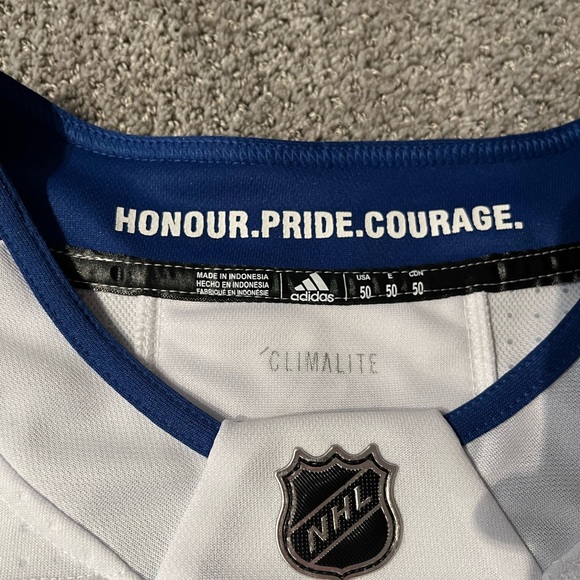 HONOUR.PRIDE.COURAGE.
MADE IN INDONESIA
HECHO EN INDONESIA
FABRIQUÉ EN INDONÉSIE
adidas
USA E CDN
50 50 50
CLIMALITE
NHL